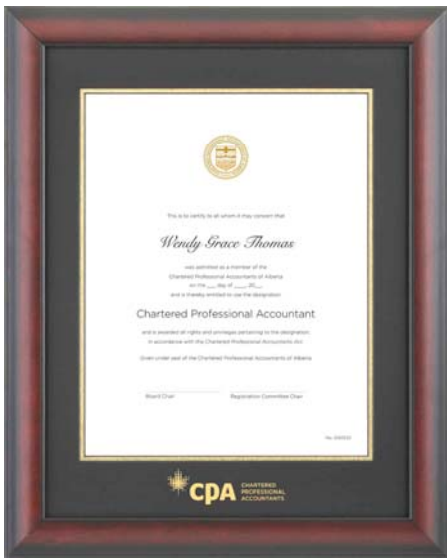 This is to certify to all whom it may concern that
Wendy Grace Thomas
was admitted as a member of the
Chartered Professional Accountants of Alberta
on the ___ day of ____, 20__
and is thereby entitled to use the designation
Chartered Professional Accountant
and is awarded all rights and privileges pertaining to the designation
in accordance with the Chartered Professional Accountants Act
Given under seal of the Chartered Professional Accountants of Alberta
Board Chair Registration Committee Chair
CPA CHARTERED
PROFESSIONAL
ACCOUNTANTS